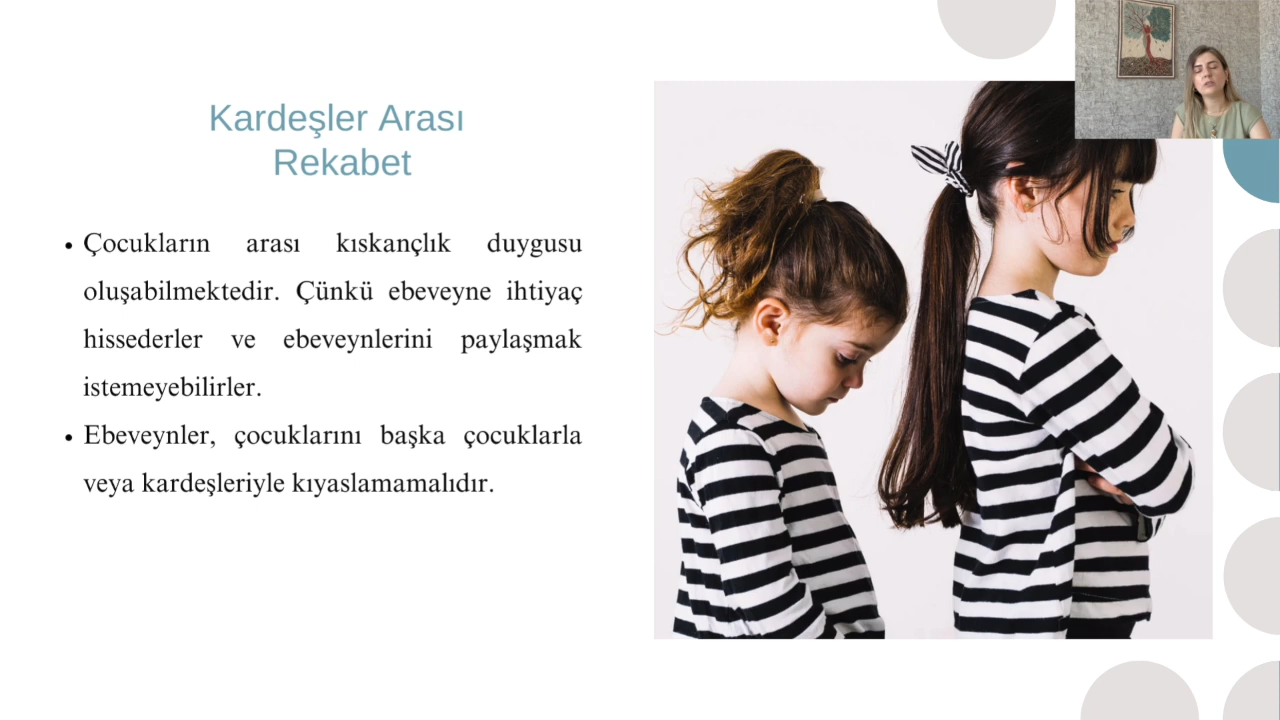 Kardeşler Arası
Rekabet
• Çocukların arası kıskançlık duygusu
oluşabilmektedir. Çünkü ebeveyne ihtiyaç
hissederler ve ebeveynlerini paylaşmak
istemeyebilirler.
• Ebeveynler, çocuklarını başka çocuklarla
veya kardeşleriyle kıyaslamamalıdır.